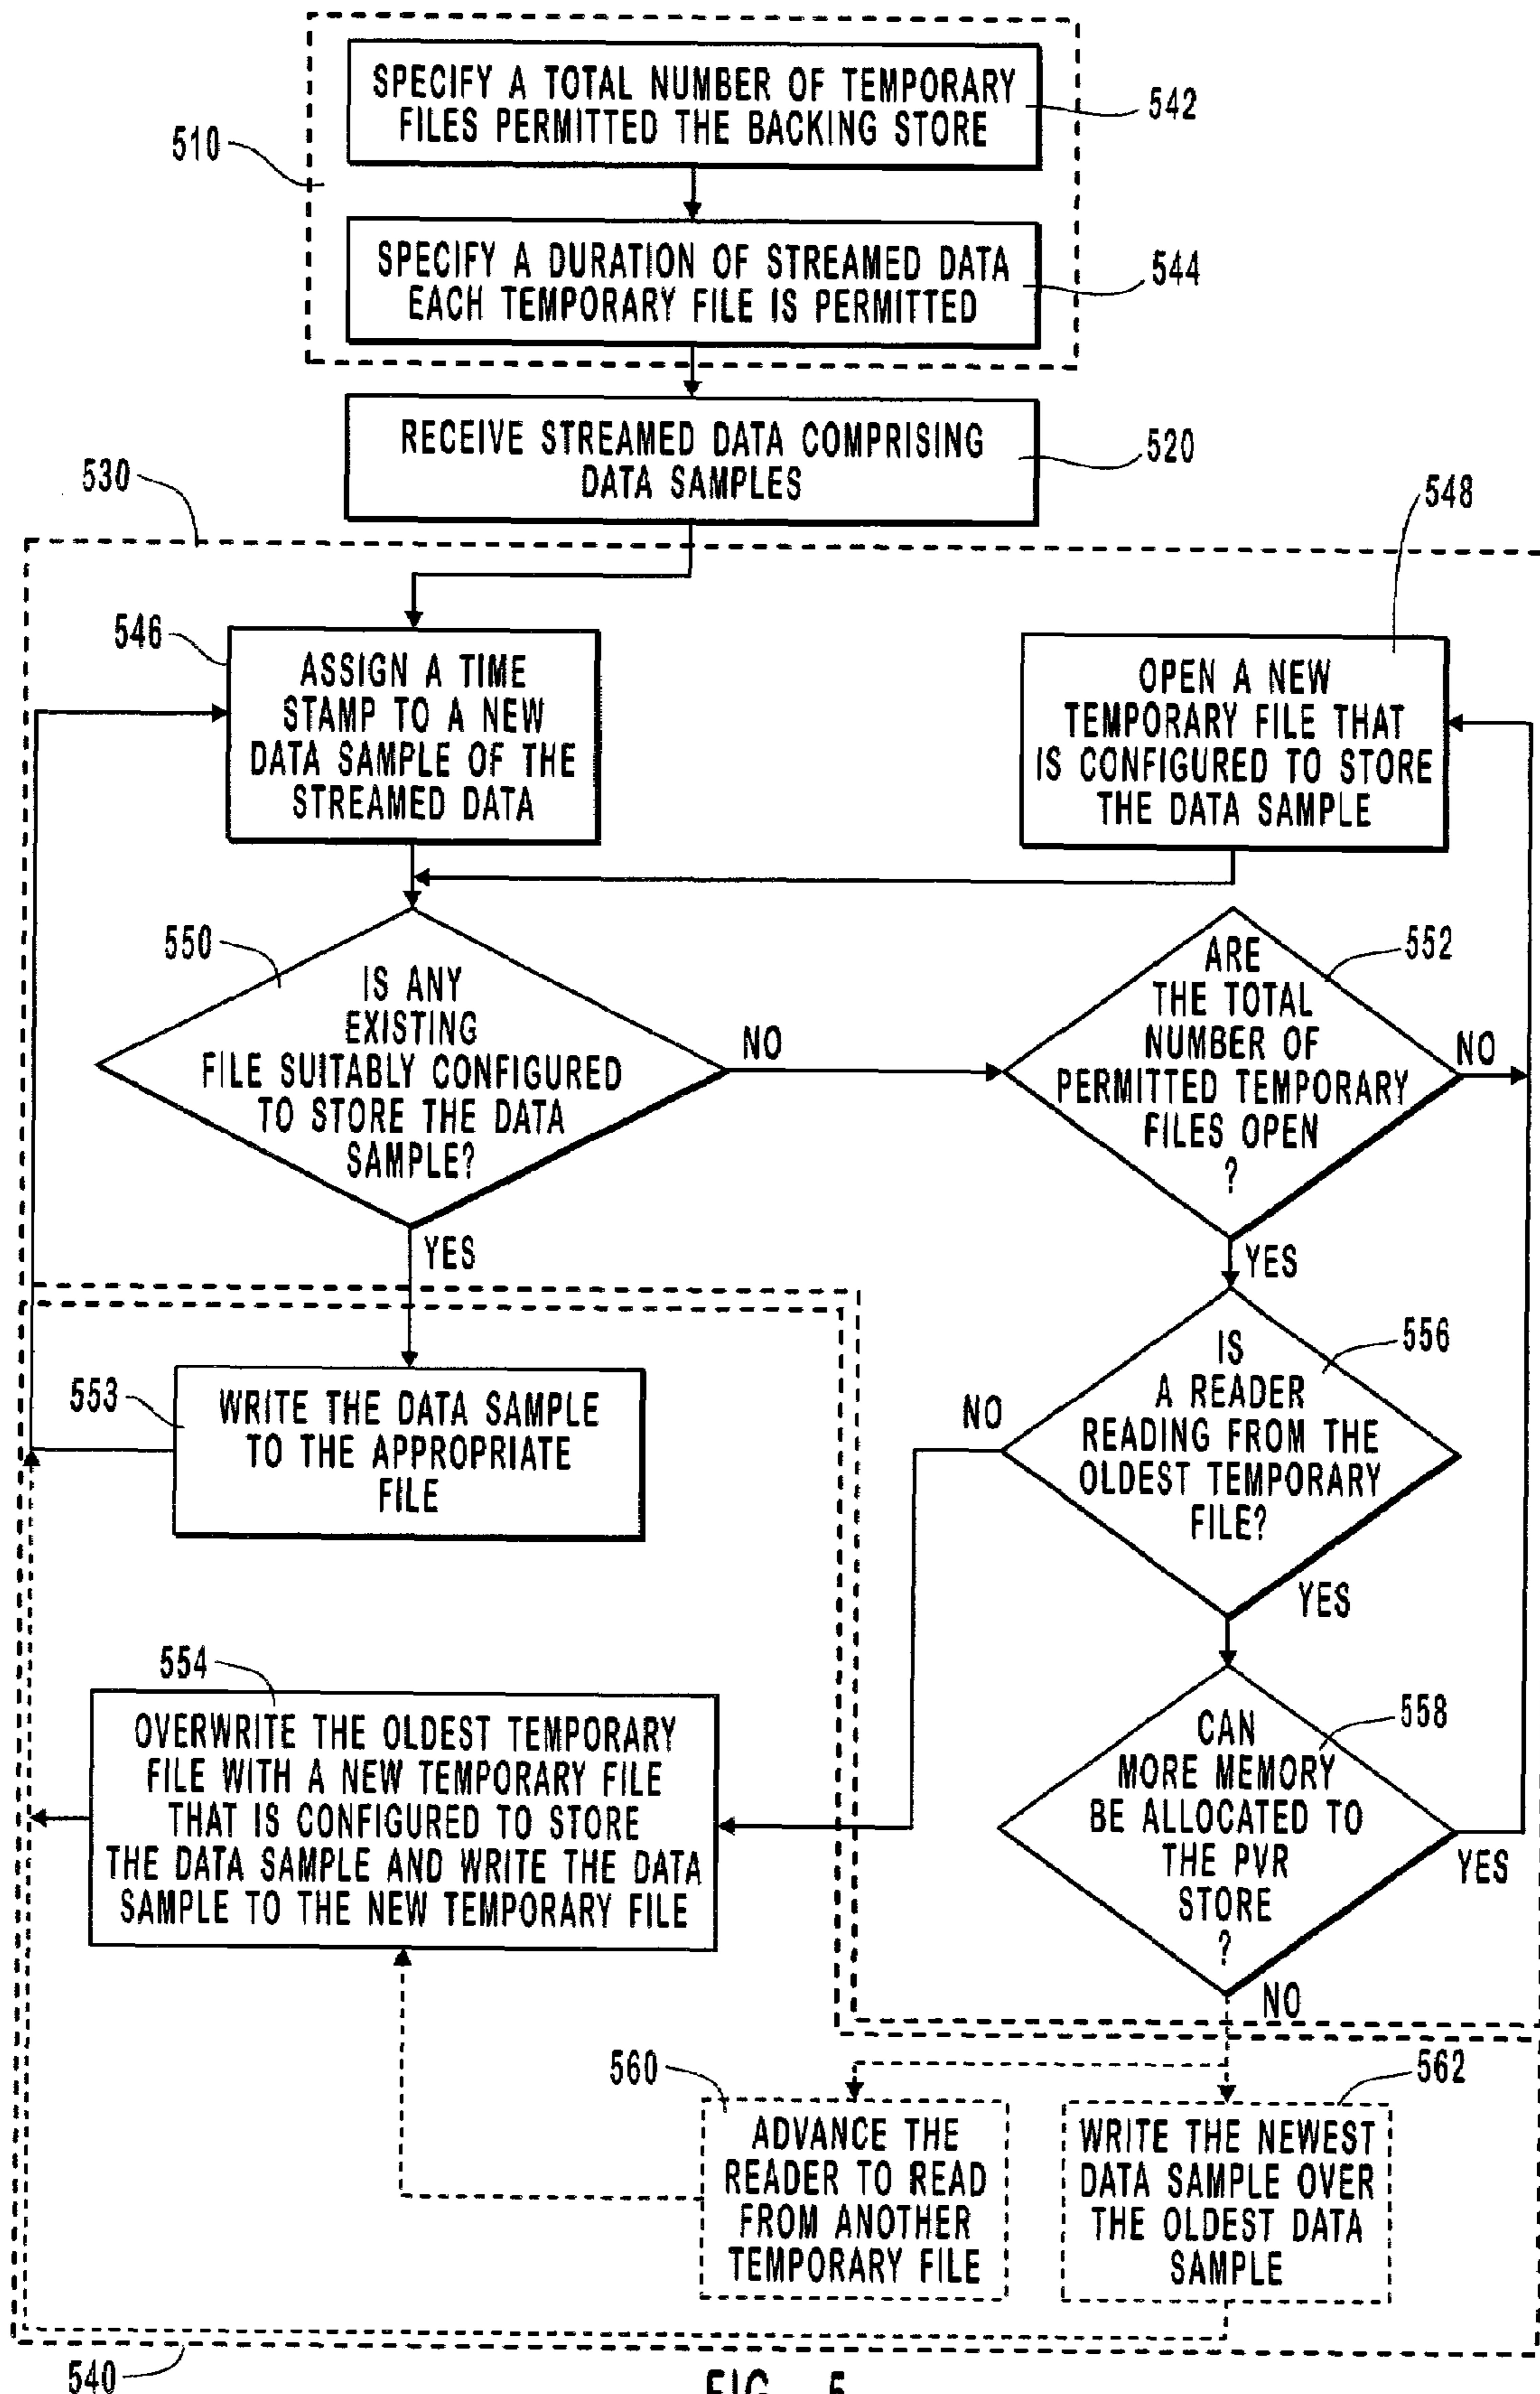 SPECIFY A TOTAL NUMBER OF TEMPORARY
FILES PERMITTED THE BACKING STORE
542
510
SPECIFY A DURATION OF STREAMED DATA
EACH TEMPORARY FILE IS PERMITTED
544
RECEIVE STREAMED DATA COMPRISING
DATA SAMPLES
520
530
548
546
ASSIGN A TIME
STAMP TO A NEW
DATA SAMPLE OF THE
STREAMED DATA
OPEN A NEW
TEMPORARY FILE THAT
IS CONFIGURED TO STORE
THE DATA SAMPLE
550
IS ANY
EXISTING
FILE SUITABLY CONFIGURED
TO STORE THE DATA
SAMPLE?
NO
YES
552
ARE
THE TOTAL
NUMBER OF
PERMITTED TEMPORARY
FILES OPEN
?
NO
YES
553
WRITE THE DATA SAMPLE
TO THE APPROPRIATE
FILE
556
IS
A READER
READING FROM THE
OLDEST TEMPORARY
FILE?
NO
YES
554
OVERWRITE THE OLDEST TEMPORARY
FILE WITH A NEW TEMPORARY FILE
THAT IS CONFIGURED TO STORE
THE DATA SAMPLE AND WRITE THE DATA
SAMPLE TO THE NEW TEMPORARY FILE
558
CAN
MORE MEMORY
BE ALLOCATED TO
THE PVR
STORE
?
YES
NO
560
ADVANCE THE
READER TO READ
FROM ANOTHER
TEMPORARY FILE
562
WRITE THE NEWEST
DATA SAMPLE OVER
THE OLDEST DATA
SAMPLE
540
FIG. 5